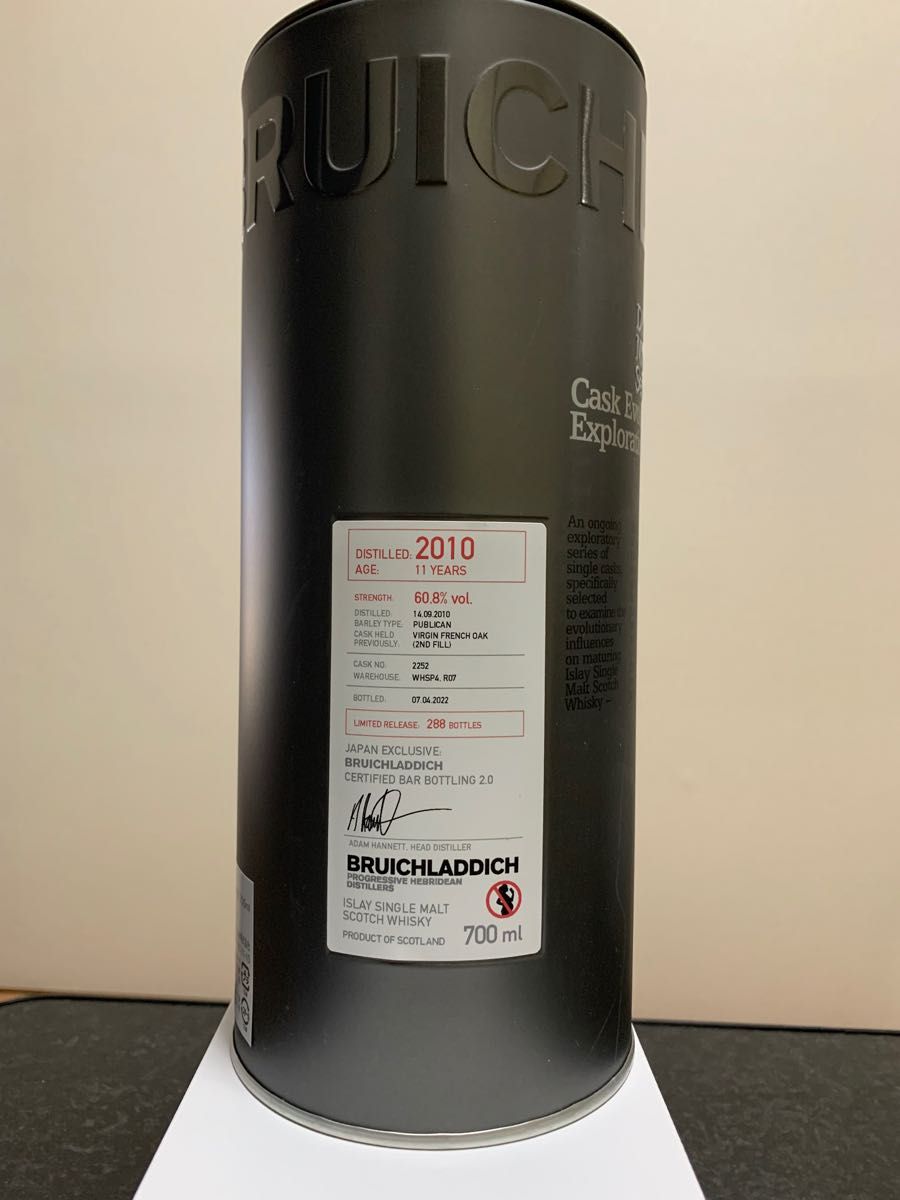 BRUICH
Cask
DISTILLED: 2010
AGE: 11 YEARS
STRENGTH: 60.8% vol.
DISTILLED: 14.09.2010
BARLEY TYPE: PUBLICAN
CASK HELD PREVIOUSLY: VIRGIN FRENCH OAK (2ND FILL)
CASK NO. 2252
WAREHOUSE: WHSP4, R07
BOTTLED: 07.04.2022
LIMITED RELEASE: 288 BOTTLES
JAPAN EXCLUSIVE:
BRUICHLADDICH
CERTIFIED BAR BOTTLING 2.0
ADAM HANNETT, HEAD DISTILLER
BRUICHLADDICH
PROGRESSIVE HEBRIDEAN
DISTILLERS
ISLAY SINGLE MALT
SCOTCH WHISKY
PRODUCT OF SCOTLAND 700 ml
An ongoing
exploratory
series of
single casks,
specifically
selected
to examine the
evolutionary
influences
on maturing
Islay Single
Malt Scotch
Whisky –